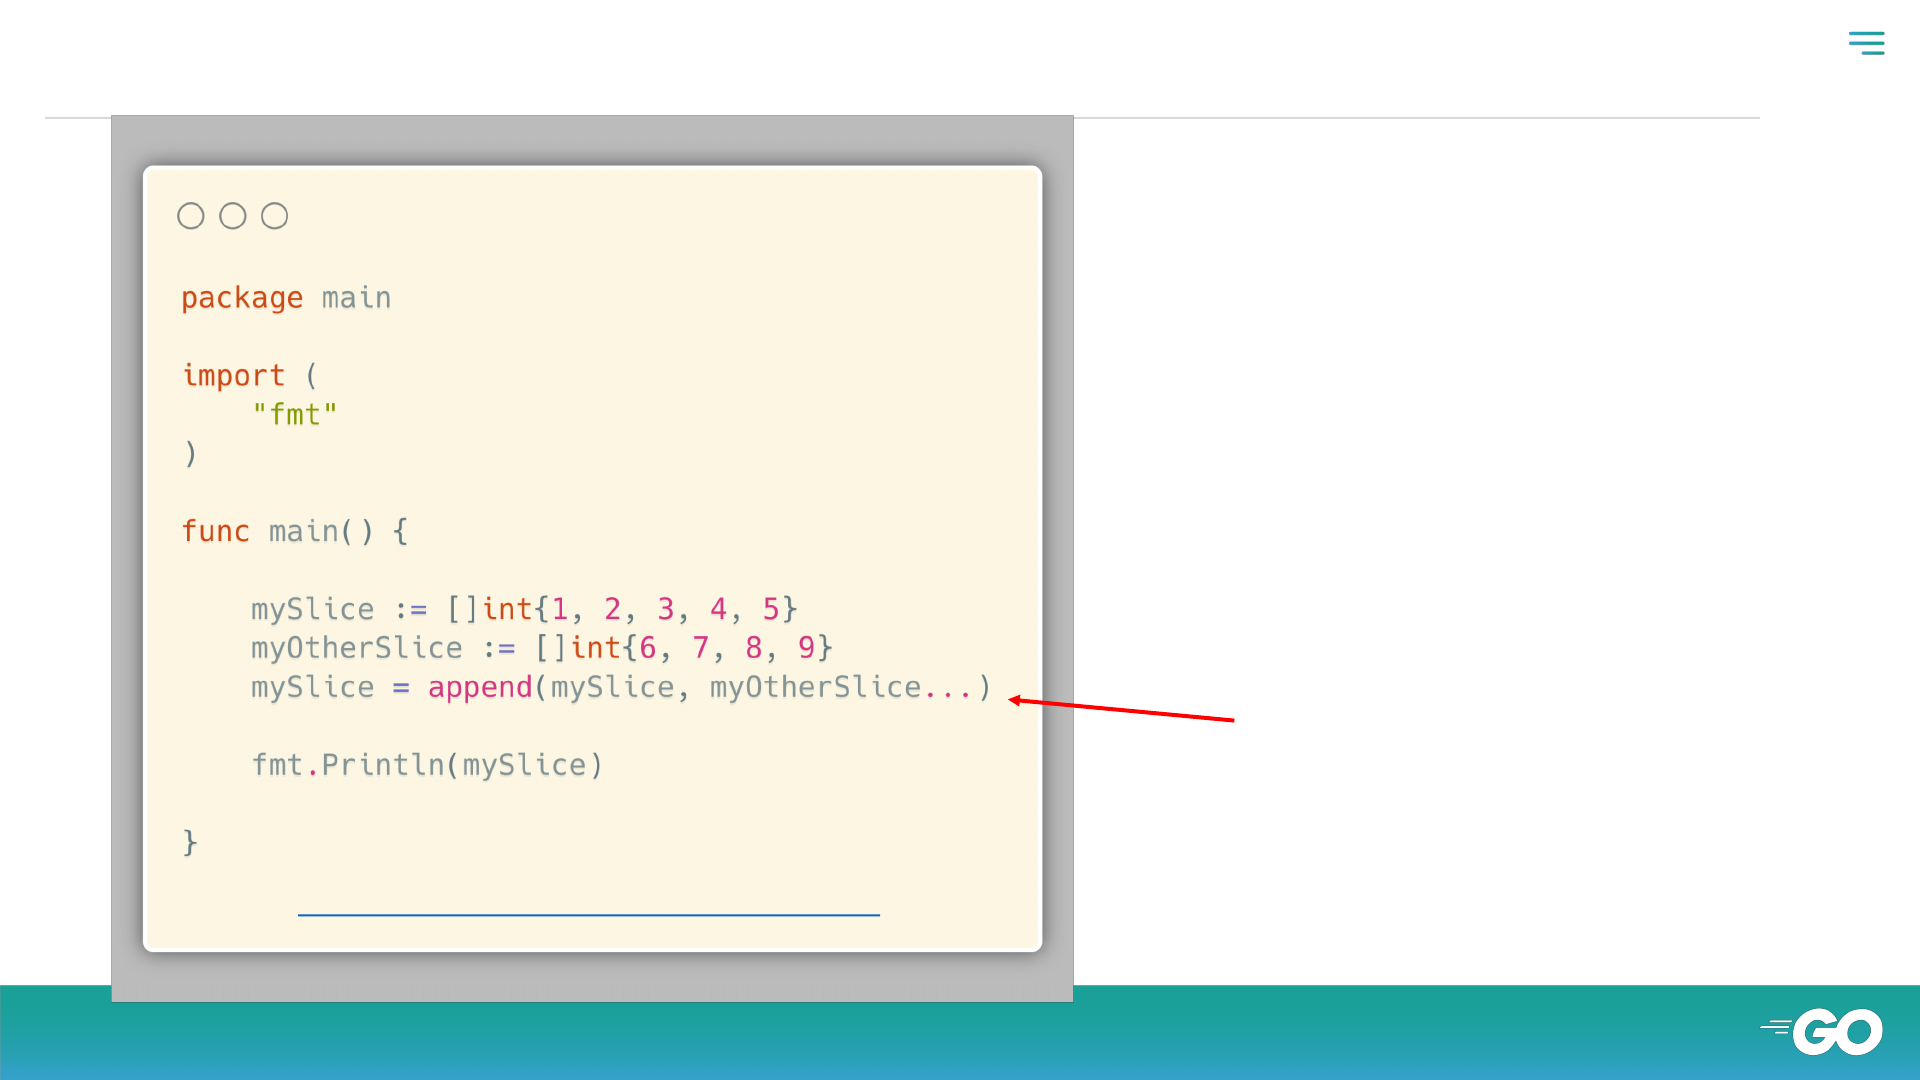 package main
import (
"fmt"
)
func main() {
mySlice := []int{1, 2, 3, 4, 5}
myOtherSlice := []int{6, 7, 8, 9}
mySlice = append(mySlice, myOtherSlice...)
fmt.Println(mySlice)
}
GO